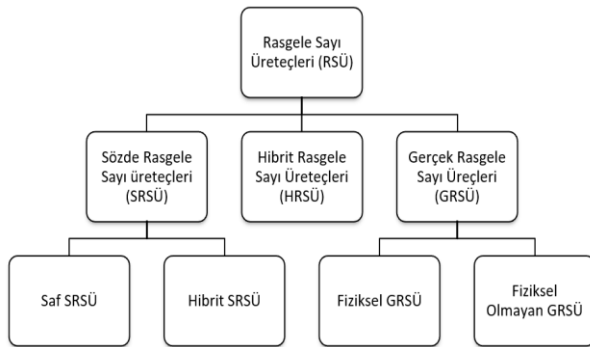 Rasgele Sayı
Üreteçleri (RSÜ)
Sözde Rasgele
Sayı üreteçleri
(SRSÜ)
Hibrit Rasgele
Sayı Üreteçleri
(HRSÜ)
Gerçek Rasgele
Sayı Üreçleri
(GRSÜ)
Saf SRSÜ
Hibrit SRSÜ
Fiziksel GRSÜ
Fiziksel
Olmayan GRSÜ